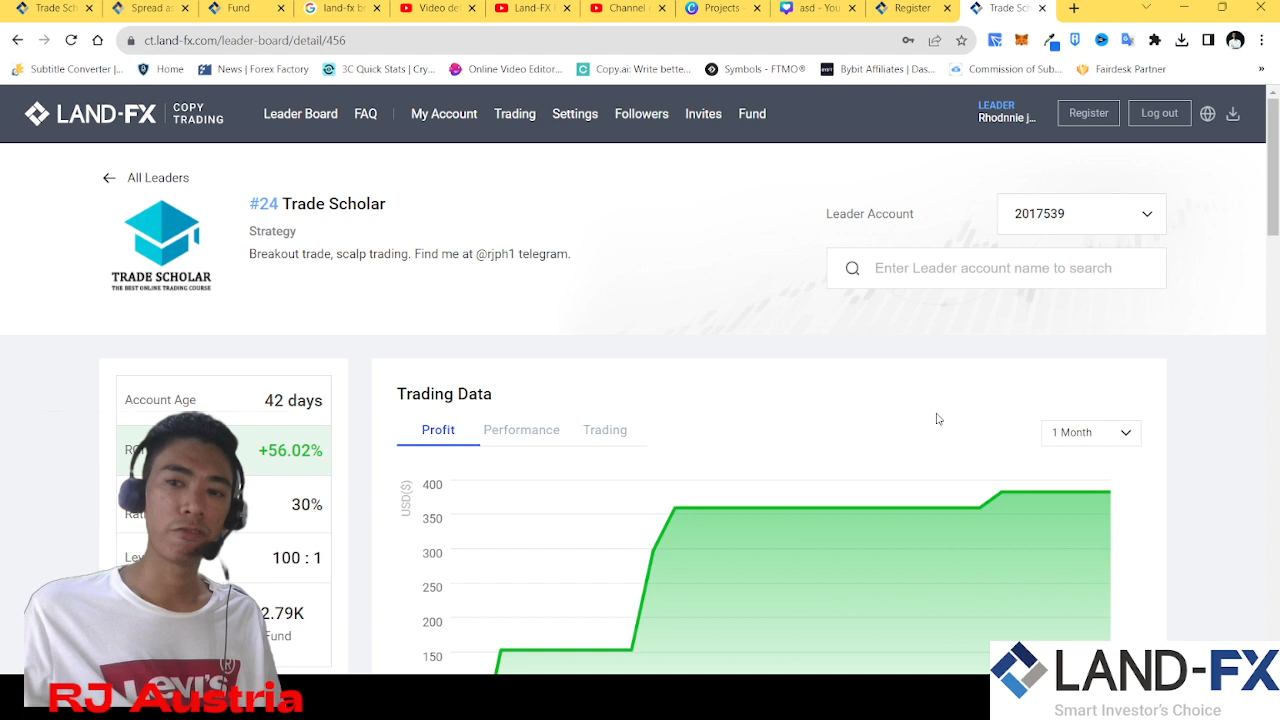 Trade Sch
Spread as
Fund
land-fx b
Video de
Land-FX
Channel
Projects -
asd - You
Register
Trade Sch
ct.land-fx.com/leader-board/detail/456
Subtitle Converter |...
Home
News | Forex Factory
3C Quick Stats | Cry...
Online Video Editor...
Copy.ai: Write bette...
Symbols - FTMO®
Bybit Affiliates | Das...
Commission of Sub...
Fairdesk Partner
»
LAND-FX
COPY
TRADING
Leader Board
FAQ
My Account
Trading
Settings
Followers
Invites
Fund
LEADER
Rhodnnie j...
Register
Log out
All Leaders
#24 Trade Scholar
Strategy
Breakout trade, scalp trading. Find me at @rjph1 telegram.
TRADE SCHOLAR
THE BEST ONLINE TRADING COURSE
Leader Account
2017539
Enter Leader account name to search
Account Age
42 days
+56.02%
30%
100 : 1
2.79K
Fund
Trading Data
Profit
Performance
Trading
1 Month
USD($)
400
350
300
250
200
150
Levi's
RJ Austria
LAND-FX
Smart Investor's Choice